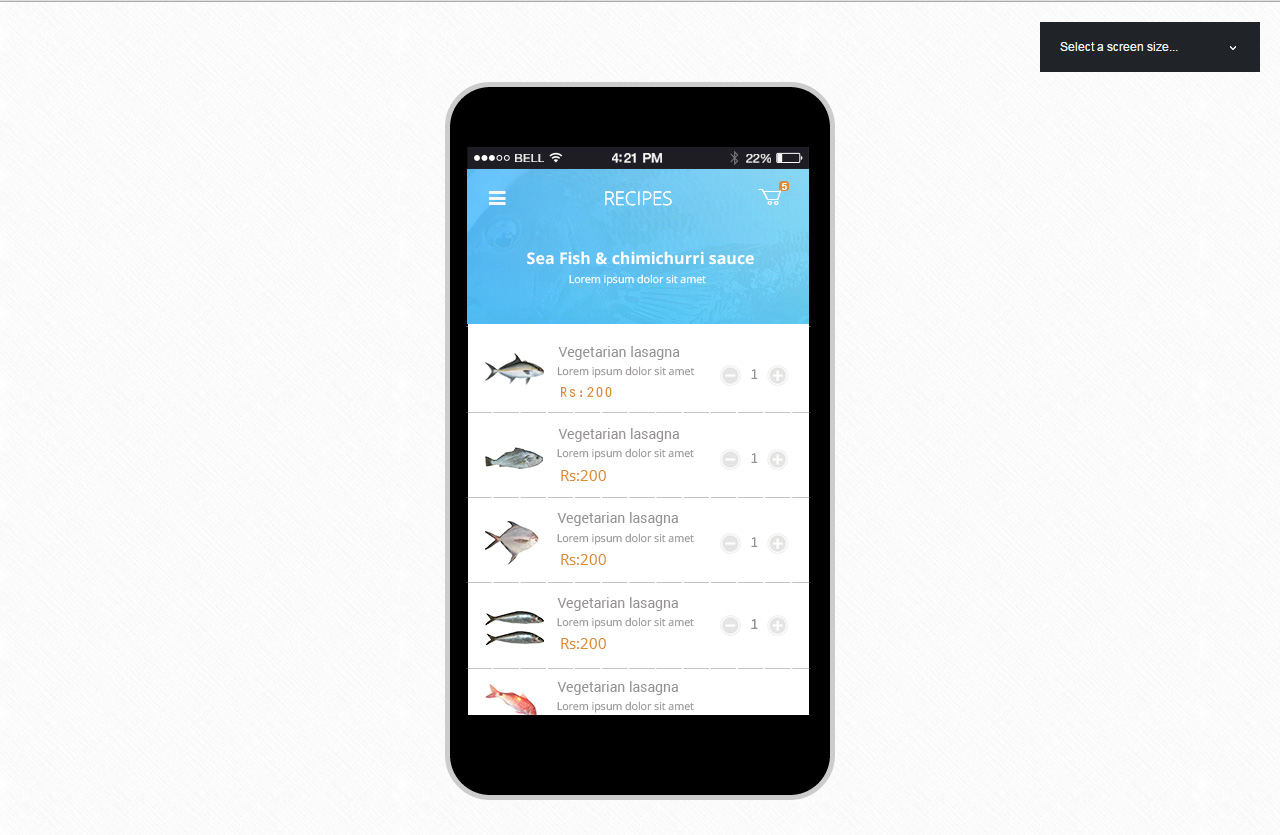 Select a screen size...
BELL 4:21 PM 22%
RECIPES 5
Sea Fish & chimichurri sauce
Lorem ipsum dolor sit amet
Vegetarian lasagna
Lorem ipsum dolor sit amet
1
Rs:200
Vegetarian lasagna
Lorem ipsum dolor sit amet
1
Rs:200
Vegetarian lasagna
Lorem ipsum dolor sit amet
1
Rs:200
Vegetarian lasagna
Lorem ipsum dolor sit amet
1
Rs:200
Vegetarian lasagna
Lorem ipsum dolor sit amet